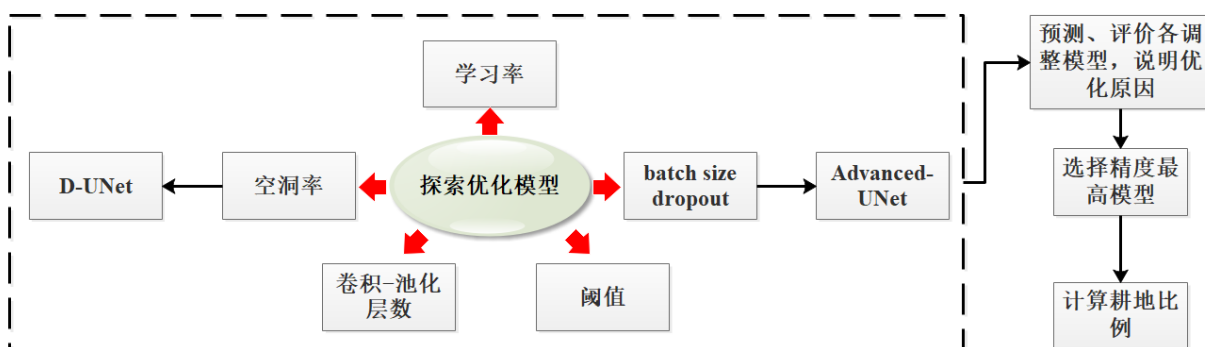 学习率
D-UNet
空洞率
探索优化模型
batch size
dropout
Advanced-
UNet
卷积-池化
层数
阈值
预测、评价各调
整模型，说明优
化原因
选择精度最
高模型
计算耕地比
例